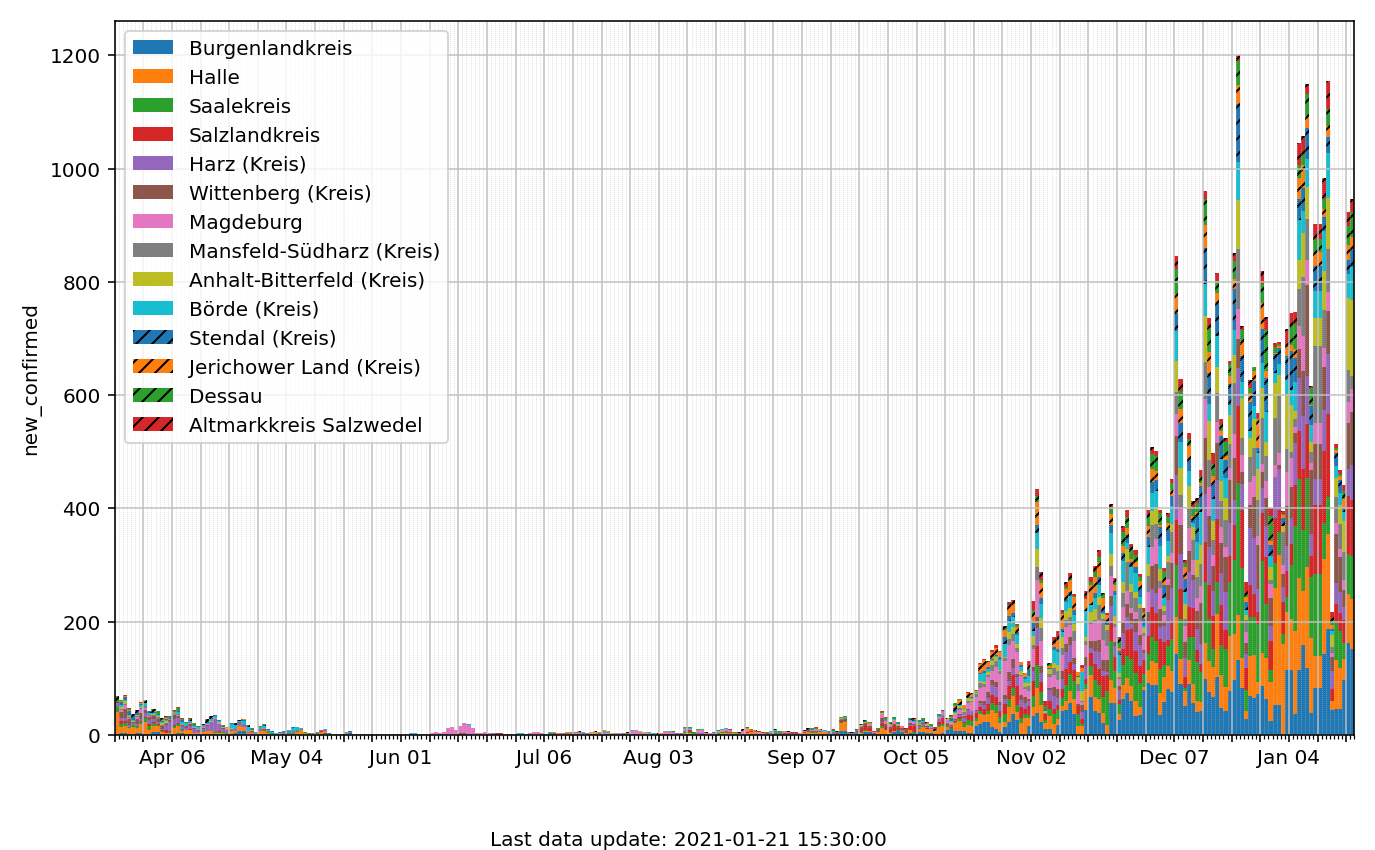 1200
1000
800
600
400
200
0
new_confirmed
Burgenlandkreis
Halle
Saalekreis
Salzlandkreis
Harz (Kreis)
Wittenberg (Kreis)
Magdeburg
Mansfeld-Südharz (Kreis)
Anhalt-Bitterfeld (Kreis)
Börde (Kreis)
Stendal (Kreis)
Jerichower Land (Kreis)
Dessau
Altmarkkreis Salzwedel
Apr 06 May 04 Jun 01 Jul 06 Aug 03 Sep 07 Oct 05 Nov 02 Dec 07 Jan 04
Last data update: 2021-01-21 15:30:00